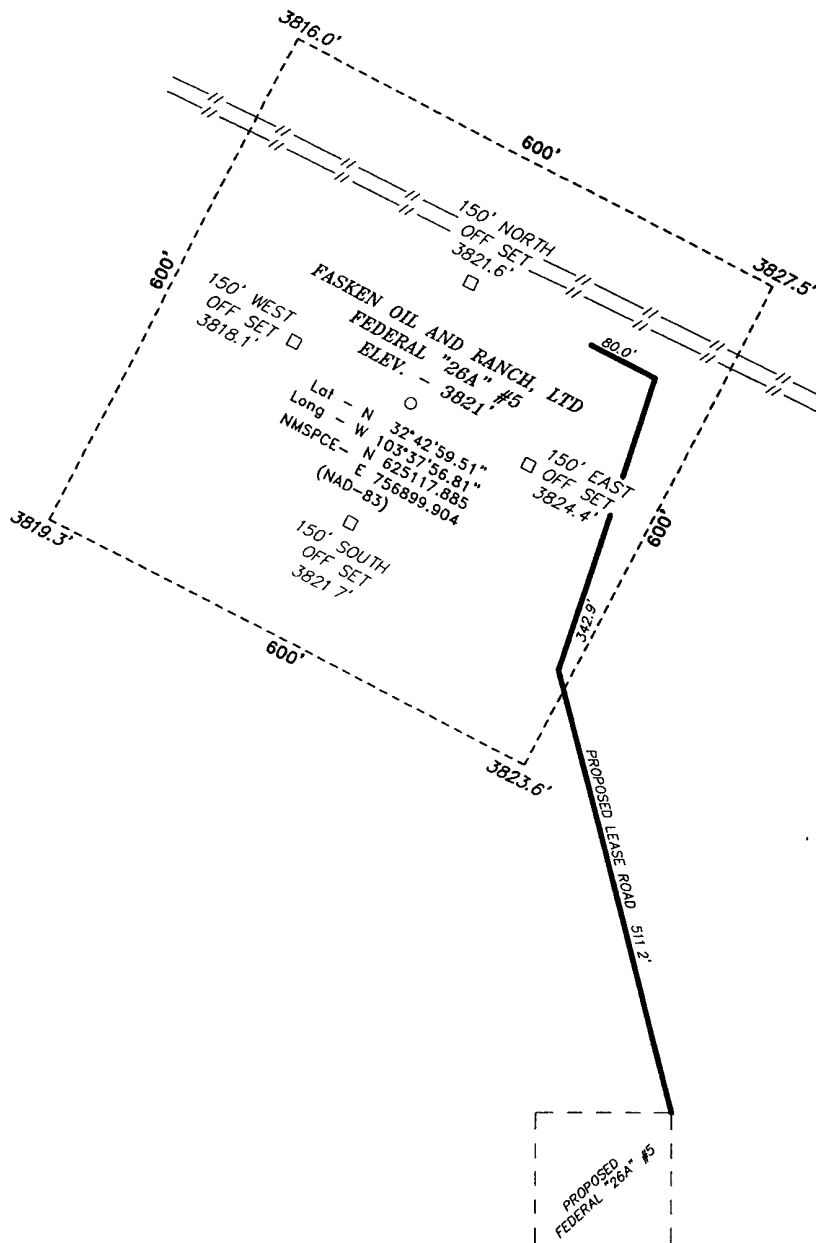 3816.0'
600'
150' NORTH
OFF SET
3821.6'
3827.5'
600'
150' WEST
OFF SET
3818.1'
FASKEN OIL AND RANCH, LTD
FEDERAL "26A" #5
ELEV. - 3821'
80.0'
Lat - N 32°42'59.51"
Long - W 103°37'56.81"
NMSPCE- N 625117.885
E 756899.904
(NAD-83)
150' EAST
OFF SET
3824.4'
600'
3819.3'
150' SOUTH
OFF SET
3821 7'
342.9'
600'
3823.6'
PROPOSED LEASE ROAD 511 2'
PROPOSED
FEDERAL "26A" #5